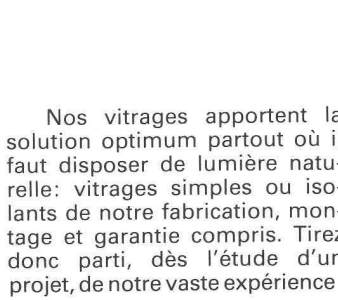 Nos vitrages apportent la
solution optimum partout où i
faut disposer de lumière natu-
relle: vitrages simples ou iso-
lants de notre fabrication, mon-
tage et garantie compris. Tirez
donc parti, dès l'étude d'un
projet, de notre vaste expérience